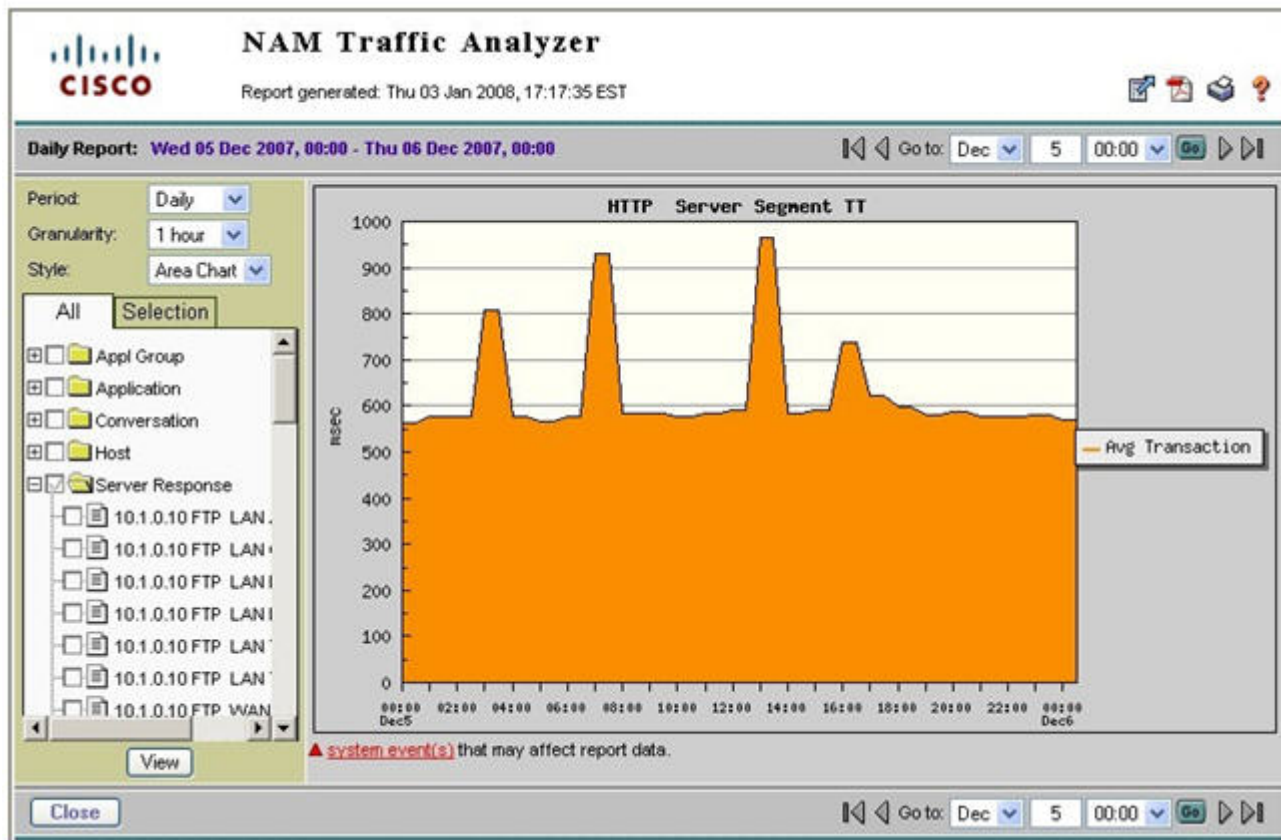 CISCO
NAM Traffic Analyzer
Report generated: Thu 03 Jan 2008, 17:17:35 EST
Daily Report: Wed 05 Dec 2007, 00:00 - Thu 06 Dec 2007, 00:00
Go to: Dec 5 00:00 Go
Period: Daily
Granularity: 1 hour
Style: Area Chart
All Selection
Appl Group
Application
Conversation
Host
Server Response
10.1.0.10 FTP LAN
10.1.0.10 FTP LAN
10.1.0.10 FTP LAN
10.1.0.10 FTP LAN
10.1.0.10 FTP LAN
10.1.0.10 FTP LAN
10.1.0.10 FTP WAN
View
HTTP Server Segment TT
1000
900
800
700
600
500
400
300
200
100
0
msec
00:00 02:00 04:00 06:00 08:00 10:00 12:00 14:00 16:00 18:00 20:00 22:00 00:00
Dec5 Dec6
Avg Transaction
system event(s) that may affect report data.
Close
Go to: Dec 5 00:00 Go